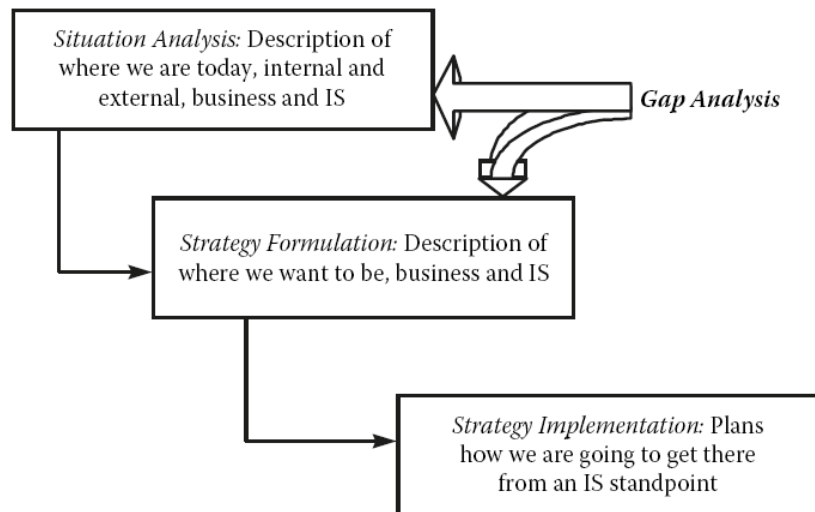 Situation Analysis: Description of
where we are today, internal and
external, business and IS
Gap Analysis
Strategy Formulation: Description of
where we want to be, business and IS
Strategy Implementation: Plans
how we are going to get there
from an IS standpoint